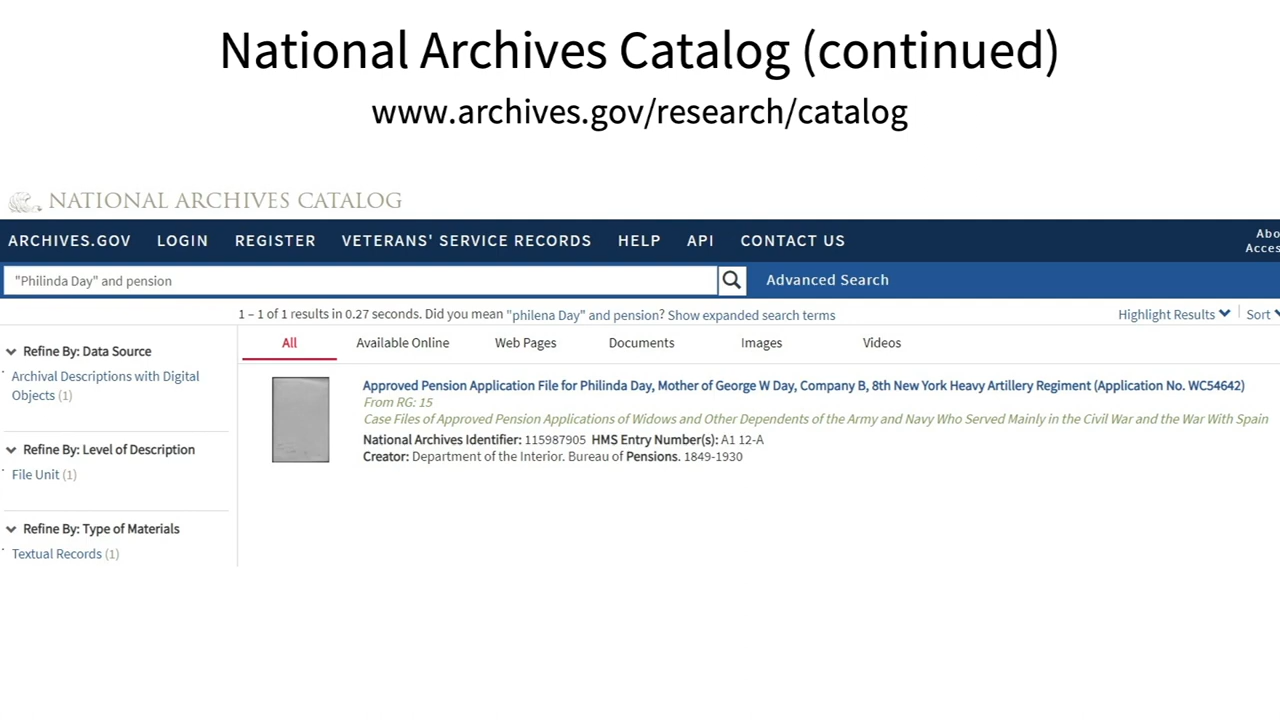 National Archives Catalog (continued)
www.archives.gov/research/catalog
NATIONAL ARCHIVES CATALOG
ARCHIVES.GOV LOGIN REGISTER VETERANS' SERVICE RECORDS HELP API CONTACT US
"Philinda Day" and pension
Advanced Search
1 – 1 of 1 results in 0.27 seconds. Did you mean "philena Day" and pension? Show expanded search terms
Highlight Results Sort
Refine By: Data Source
Archival Descriptions with Digital
Objects (1)
Refine By: Level of Description
File Unit (1)
Refine By: Type of Materials
Textual Records (1)
All Available Online Web Pages Documents Images Videos
Approved Pension Application File for Philinda Day, Mother of George W Day, Company B, 8th New York Heavy Artillery Regiment (Application No. WC54642)
From RG: 15
Case Files of Approved Pension Applications of Widows and Other Dependents of the Army and Navy Who Served Mainly in the Civil War and the War With Spain
National Archives Identifier: 115987905 HMS Entry Number(s): A1 12-A
Creator: Department of the Interior. Bureau of Pensions. 1849-1930